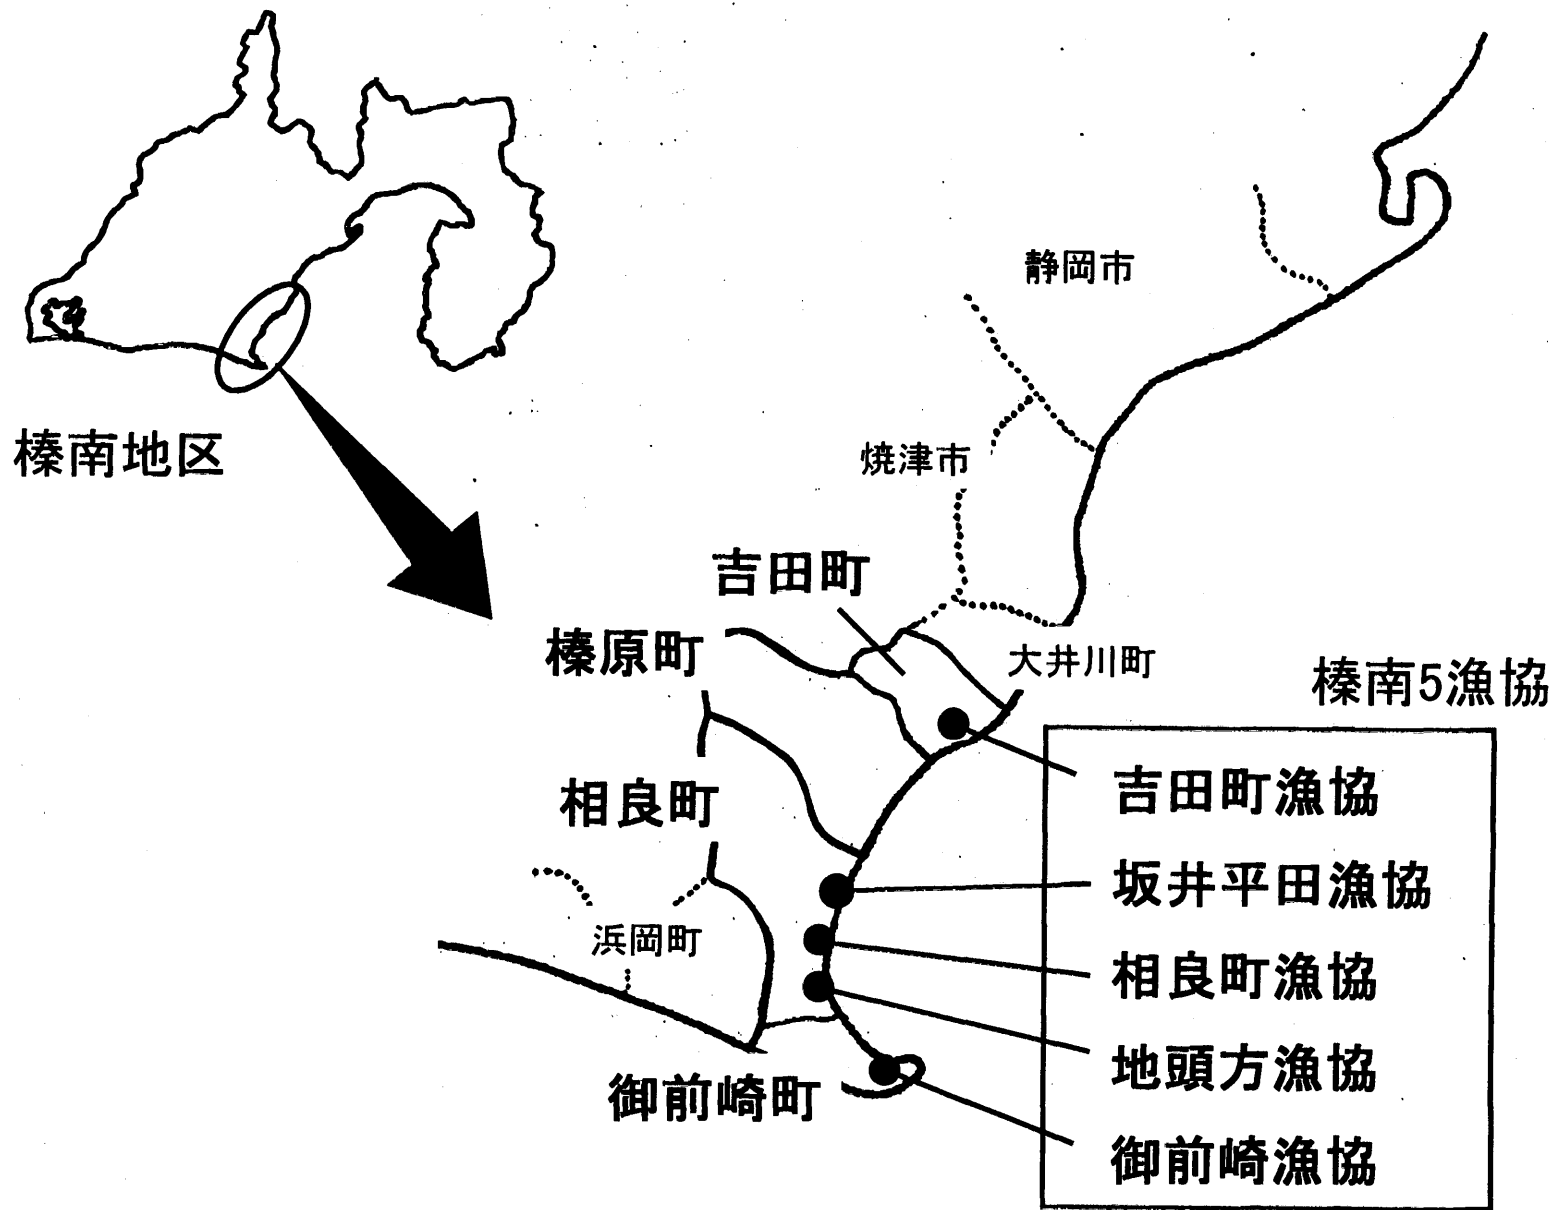 静岡市
榛南地区
焼津市
吉田町
榛原町
大井川町
榛南5漁協
相良町
吉田町漁協
坂井平田漁協
浜岡町
相良町漁協
地頭方漁協
御前崎町
御前崎漁協